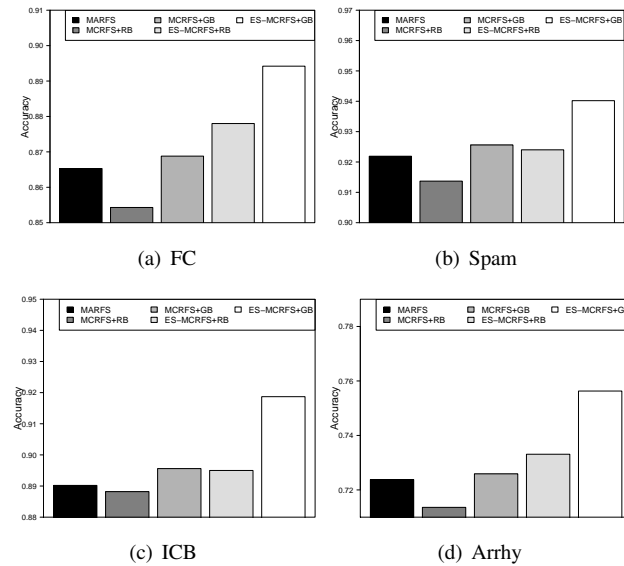 0.91
MARFS MCRFS+GB ES−MCRFS+GB
MCRFS+RB ES−MCRFS+RB
0.90
0.89
0.88
0.87
0.86
0.85
Accuracy
(a) FC
0.97
MARFS MCRFS+GB ES−MCRFS+GB
MCRFS+RB ES−MCRFS+RB
0.96
0.95
0.94
0.93
0.92
0.91
0.90
Accuracy
(b) Spam
0.95
MARFS MCRFS+GB ES−MCRFS+GB
MCRFS+RB ES−MCRFS+RB
0.94
0.93
0.92
0.91
0.90
0.89
0.88
Accuracy
(c) ICB
MARFS MCRFS+GB ES−MCRFS+G
MCRFS+RB ES−MCRFS+RB
0.78
0.76
0.74
0.72
Accuracy
(d) Arrhy